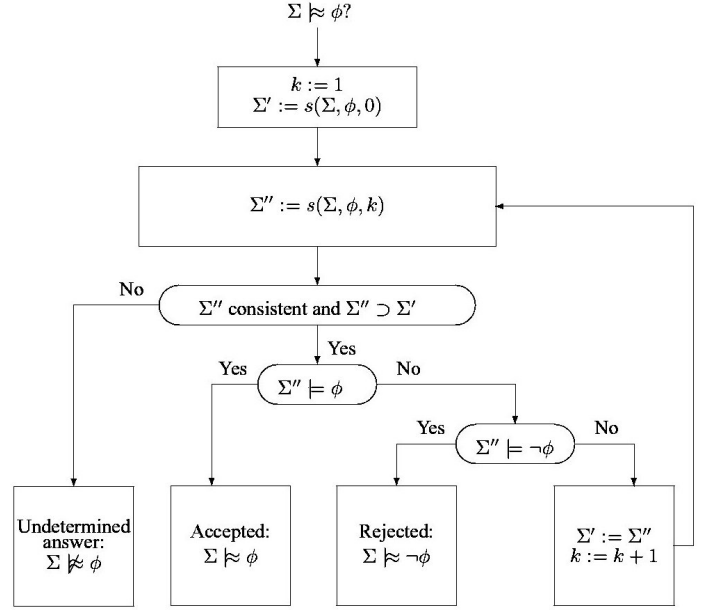 Σ |≈ ϕ?
k := 1
Σ′ := s(Σ, ϕ, 0)
Σ″ := s(Σ, ϕ, k)
No
Σ″ consistent and Σ″ ⊃ Σ′
Yes
Yes
No
Σ″ ⊨ ϕ
Yes
No
Σ″ ⊨ ¬ϕ
Undetermined
answer:
Σ |≉ ϕ
Accepted:
Σ |≈ ϕ
Rejected:
Σ |≈ ¬ϕ
Σ′ := Σ″
k := k + 1